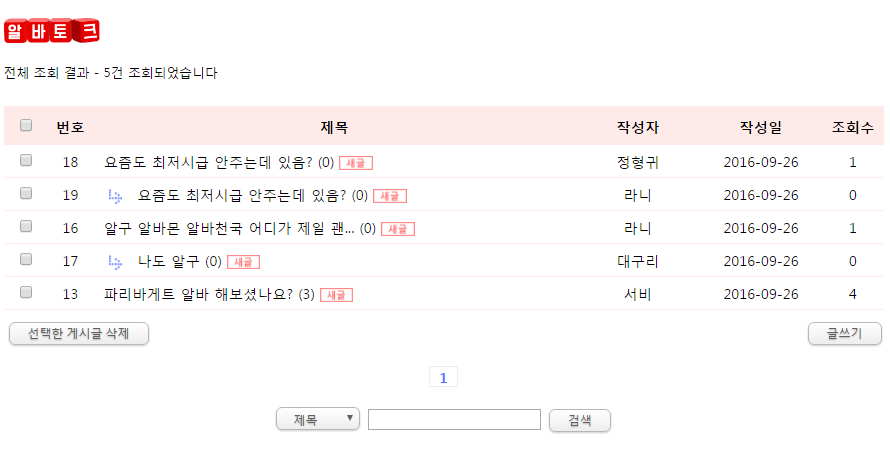 알바토크
전체 조회 결과 - 5건 조회되었습니다
번호 제목 작성자 작성일 조회수
18 요즘도 최저시급 안주는데 있음? (0) 새글 정형귀 2016-09-26 1
19 요즘도 최저시급 안주는데 있음? (0) 새글 라니 2016-09-26 0
16 알구 알바몬 알바천국 어디가 제일 괜... (0) 새글 라니 2016-09-26 1
17 나도 알구 (0) 새글 대구리 2016-09-26 0
13 파리바게트 알바 해보셨나요? (3) 새글 서비 2016-09-26 4
선택한 게시글 삭제 글쓰기
1
제목 검색